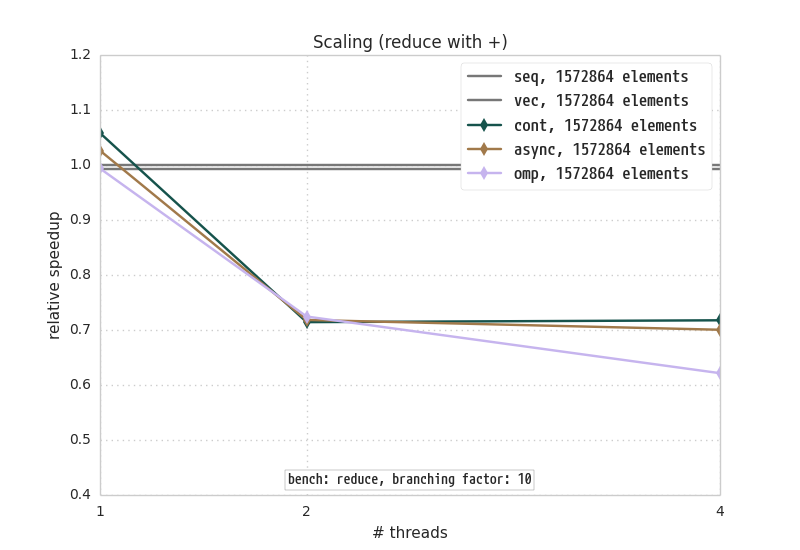 Scaling (reduce with +)
1.2
1.1
1.0
0.9
0.8
0.7
0.6
0.5
0.4
relative speedup
seq, 1572864 elements
vec, 1572864 elements
cont, 1572864 elements
async, 1572864 elements
omp, 1572864 elements
bench: reduce, branching factor: 10
1 2 4
# threads